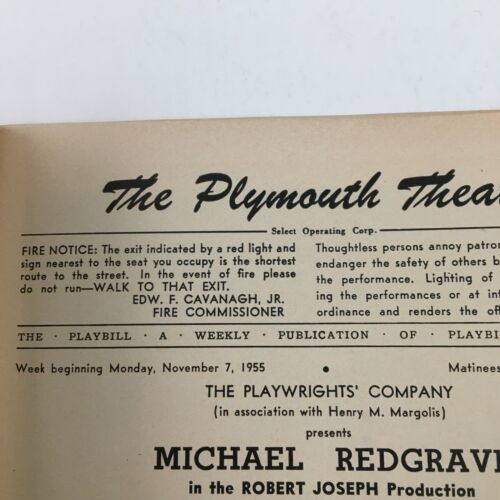 The Plymouth Thea
Select Operating Corp.
FIRE NOTICE: The exit indicated by a red light and
sign nearest to the seat you occupy is the shortest
route to the street. In the event of fire please
do not run—WALK TO THAT EXIT.
EDW. F. CAVANAGH, JR.
FIRE COMMISSIONER
Thoughtless persons annoy patron
endanger the safety of others b
the performance. Lighting of
ing the performances or at in
ordinance and renders the off
THE · PLAYBILL · A · WEEKLY · PUBLICATION · OF · PLAYBI
Week beginning Monday, November 7, 1955 • Matinees
THE PLAYWRIGHTS' COMPANY
(in association with Henry M. Margolis)
presents
MICHAEL REDGRAVE
in the ROBERT JOSEPH Production